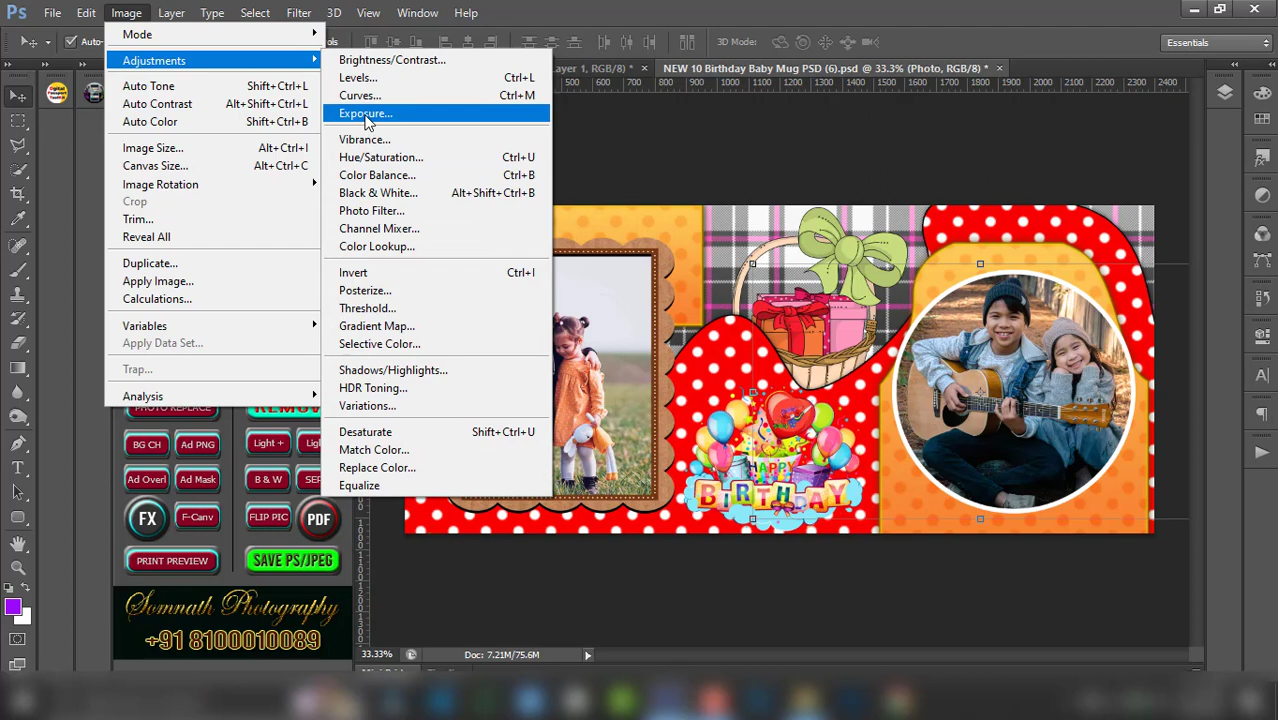 Ps File Edit Image Layer Type Select Filter 3D View Window Help
Auto-
3D Mode:
Essentials
Mode
Adjustments
Auto Tone Shift+Ctrl+L
Auto Contrast Alt+Shift+Ctrl+L
Auto Color Shift+Ctrl+B
Image Size... Alt+Ctrl+I
Canvas Size... Alt+Ctrl+C
Image Rotation
Crop
Trim...
Reveal All
Duplicate...
Apply Image...
Calculations...
Variables
Apply Data Set...
Trap...
Analysis
Brightness/Contrast...
Levels... Ctrl+L
Curves... Ctrl+M
Exposure...
Vibrance...
Hue/Saturation... Ctrl+U
Color Balance... Ctrl+B
Black & White... Alt+Shift+Ctrl+B
Photo Filter...
Channel Mixer...
Color Lookup...
Invert Ctrl+I
Posterize...
Threshold...
Gradient Map...
Selective Color...
Shadows/Highlights...
HDR Toning...
Variations...
Desaturate Shift+Ctrl+U
Match Color...
Replace Color...
Equalize
ayer 1, RGB/8) * ×
NEW 10 Birthday Baby Mug PSD (6).psd @ 33.3% (Photo, RGB/8) * ×
BG CH Ad PNG Light +
Ad Overl Ad Mask B & W
FX F-Canv FLIP PIC PDF
PRINT PREVIEW SAVE PS/JPEG
Somnath Photography
+91 8100010089
HAPPY
BIRTHDAY
33.33% Doc: 7.21M/75.6M